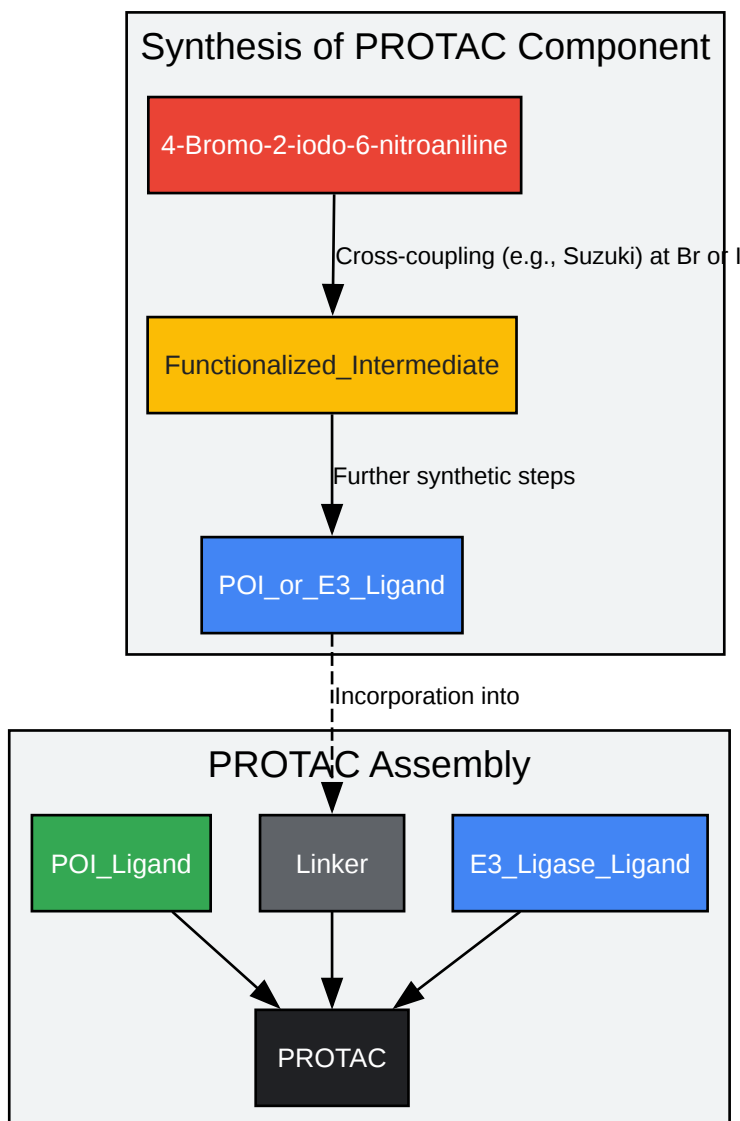 Synthesis of PROTAC Component
4-Bromo-2-iodo-6-nitroaniline
Cross-coupling (e.g., Suzuki) at Br or I
Functionalized_Intermediate
Further synthetic steps
POI_or_E3_Ligand
Incorporation into
PROTAC Assembly
POI_Ligand
Linker
E3_Ligase_Ligand
PROTAC